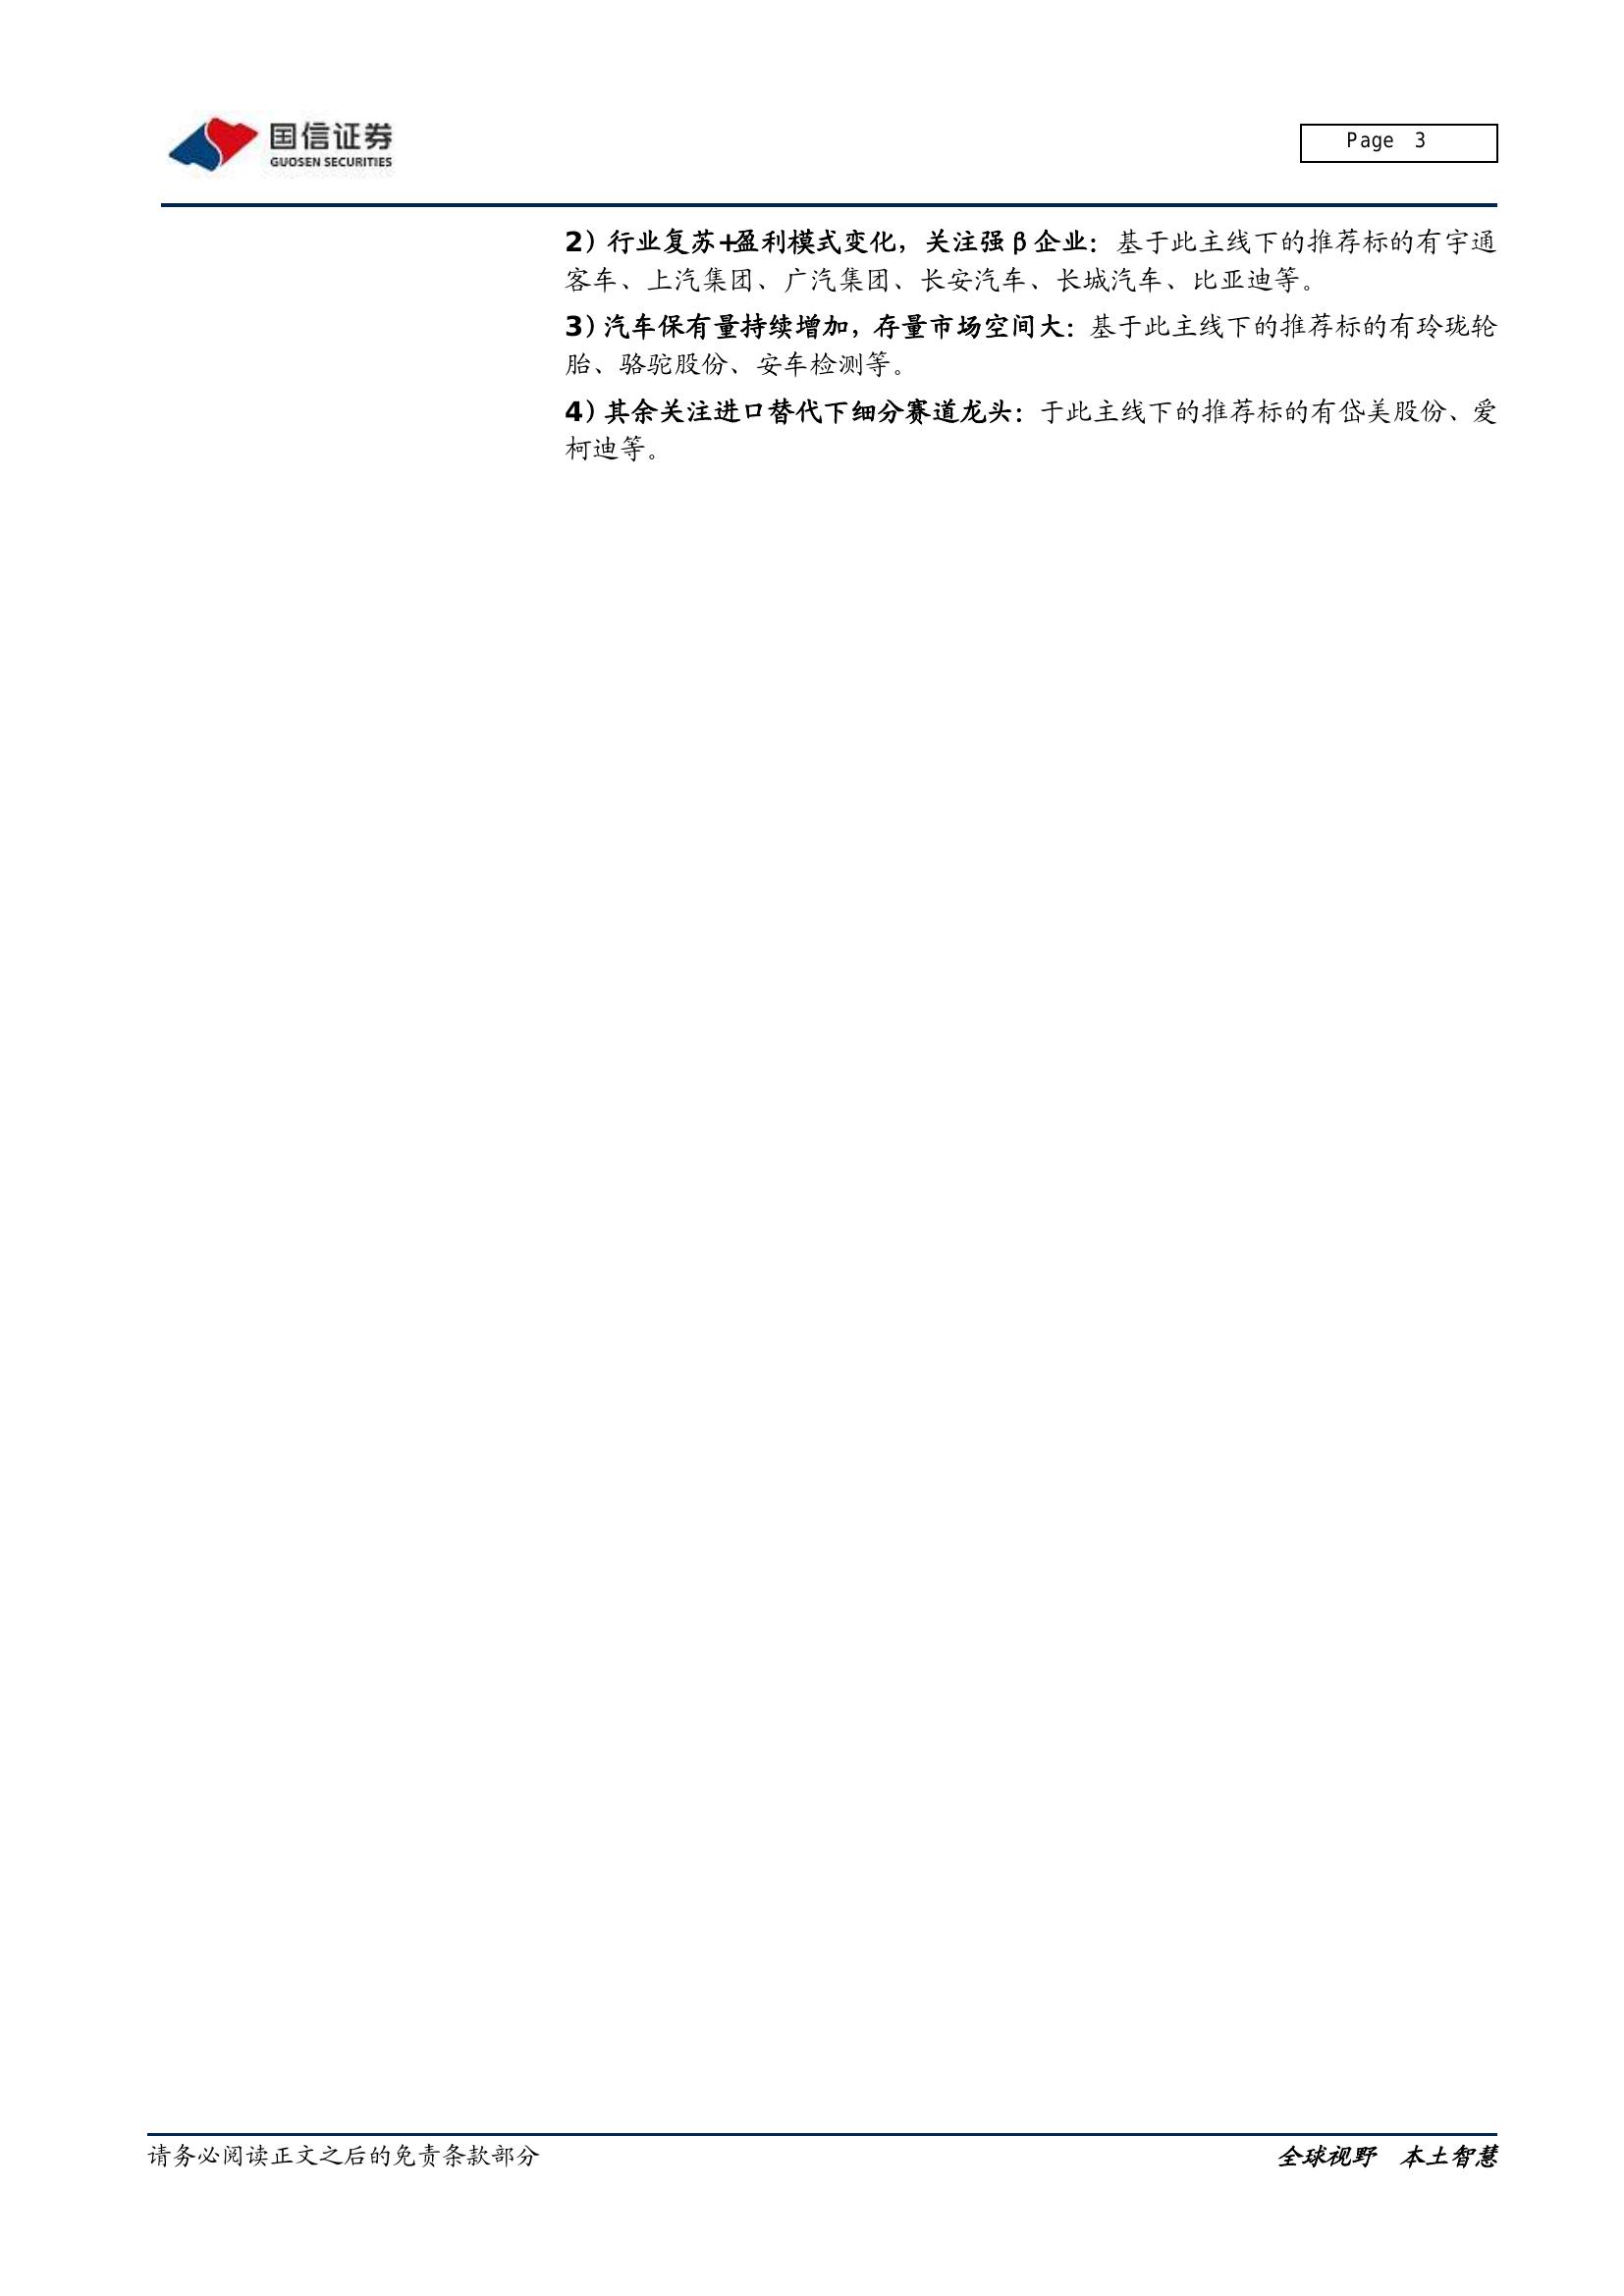 国信证券
GUOSEN SECURITIES
Page 3
2）行业复苏+盈利模式变化，关注强β企业：基于此主线下的推荐标的有宇通
客车、上汽集团、广汽集团、长安汽车、长城汽车、比亚迪等。
3）汽车保有量持续增加，存量市场空间大：基于此主线下的推荐标的有玲珑轮
胎、骆驼股份、安车检测等。
4）其余关注进口替代下细分赛道龙头：于此主线下的推荐标的有岱美股份、爱
柯迪等。
请务必阅读正文之后的免责条款部分
全球视野 本土智慧